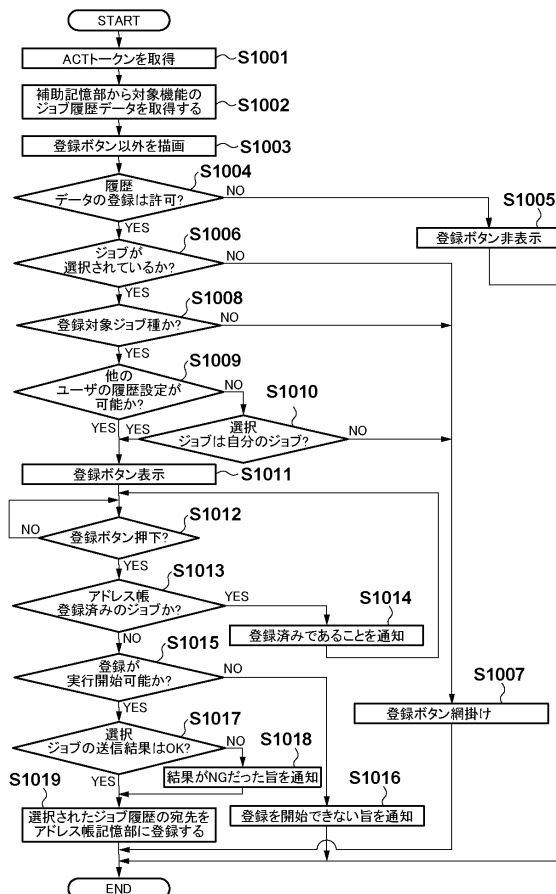 START
ACTトークンを取得
S1001
補助記憶部から対象機能の
ジョブ履歴データを取得する
S1002
登録ボタン以外を描画
S1003
履歴
データの登録は許可?
S1004
NO
YES
登録ボタン非表示
S1005
ジョブが
選択されているか?
S1006
NO
YES
登録対象ジョブ種か?
S1008
NO
YES
他の
ユーザの履歴設定が
可能か?
S1009
NO
YES
選択
ジョブは自分のジョブ?
S1010
YES
NO
登録ボタン表示
S1011
登録ボタン押下?
S1012
NO
YES
アドレス帳
登録済みのジョブか?
S1013
YES
NO
登録済みであることを通知
S1014
登録が
実行開始可能か?
S1015
NO
YES
登録ボタン網掛け
S1007
選択
ジョブの送信結果はOK?
S1017
NO
YES
結果がNGだった旨を通知
S1018
登録を開始できない旨を通知
S1016
S1019
選択されたジョブ履歴の宛先を
アドレス帳記憶部に登録する
END